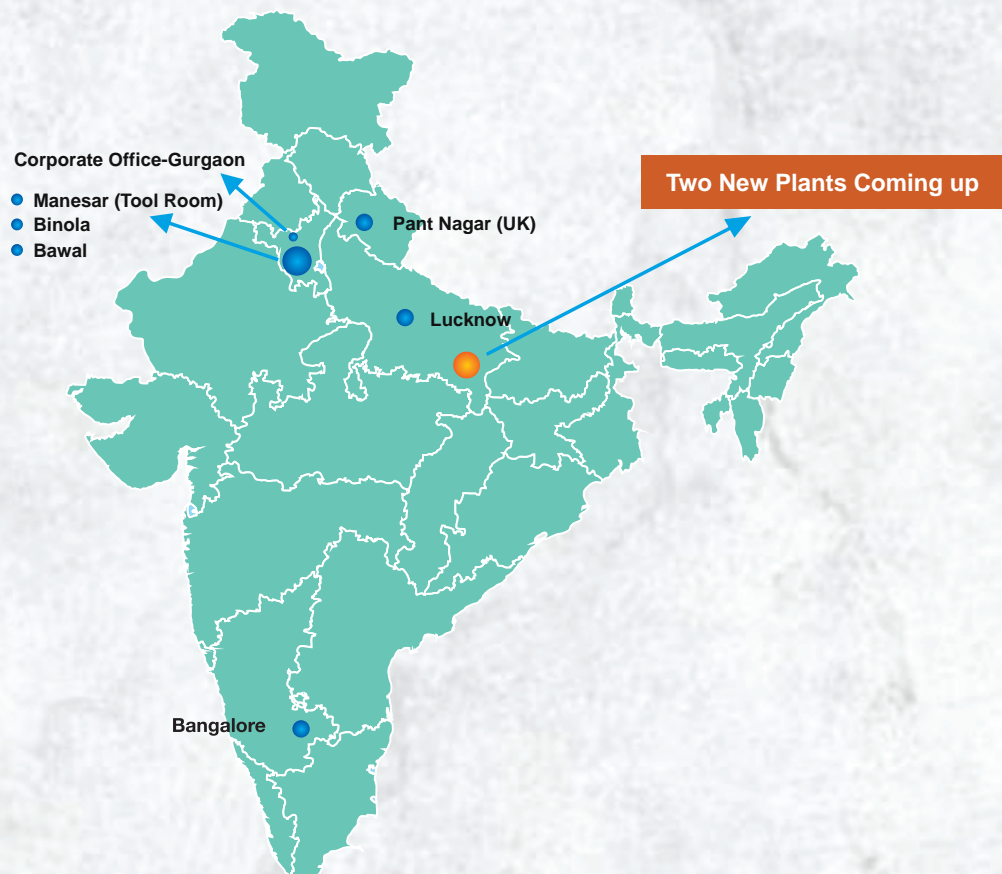 Corporate Office-Gurgaon
Manesar (Tool Room)
Binola
Bawal
Two New Plants Coming up
Pant Nagar (UK)
Lucknow
Bangalore